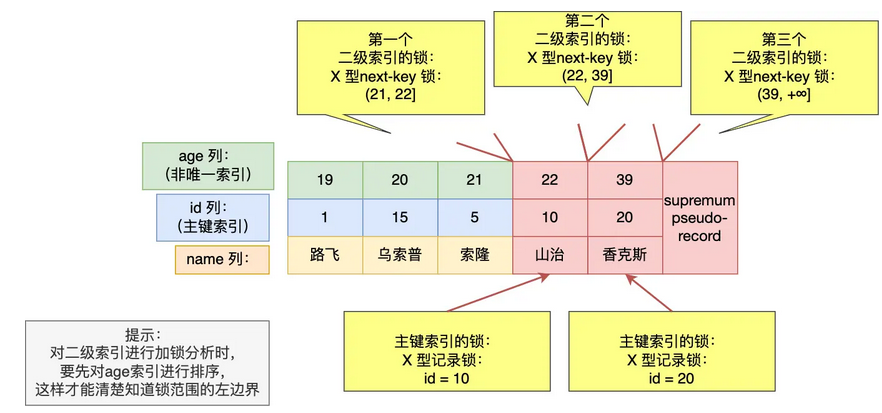 第一个
二级索引的锁：
X 型next-key 锁：
(21, 22]
第二个
二级索引的锁：
X 型next-key 锁：
(22, 39]
第三个
二级索引的锁：
X 型next-key 锁：
(39, +∞]
age 列：
（非唯一索引）
19 20 21 22 39
id 列：
（主键索引）
1 15 5 10 20
name 列：
路飞 乌索普 索隆 山治 香克斯
supremum
pseudo-
record
提示：
对二级索引进行加锁分析时，
要先对age索引进行排序，
这样才能清楚知道锁范围的左边界
主键索引的锁：
X 型记录锁：
id = 10
主键索引的锁：
X 型记录锁：
id = 20